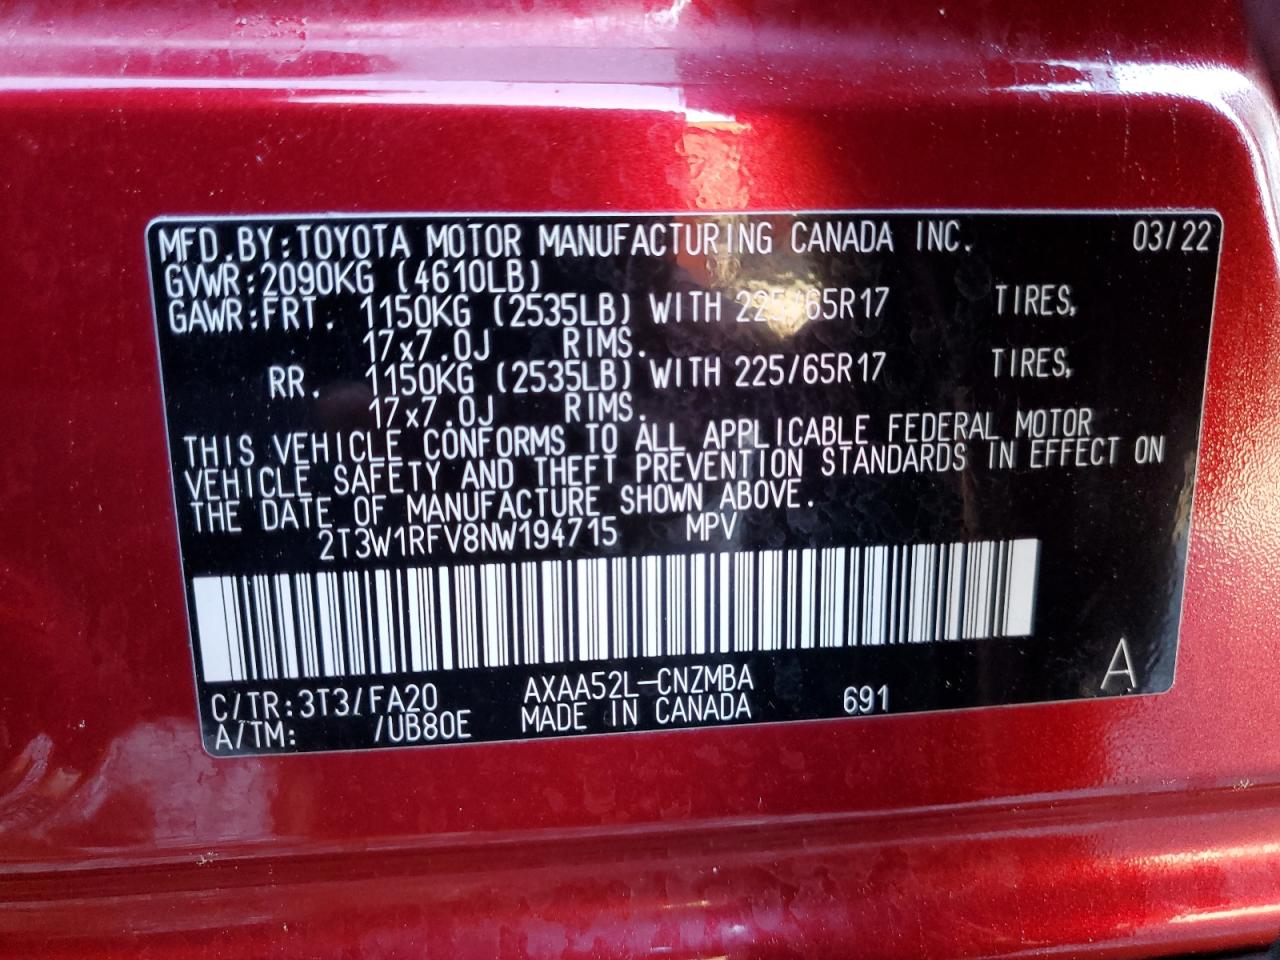 MFD.BY:TOYOTA MOTOR MANUFACTURING CANADA INC. 03/22
GVWR:2090KG (4610LB)
GAWR:FRT. 1150KG (2535LB) WITH 225/65R17 TIRES,
17x7.0J RIMS.
RR. 1150KG (2535LB) WITH 225/65R17 TIRES,
17x7.0J RIMS.
THIS VEHICLE CONFORMS TO ALL APPLICABLE FEDERAL MOTOR
VEHICLE SAFETY AND THEFT PREVENTION STANDARDS IN EFFECT ON
THE DATE OF MANUFACTURE SHOWN ABOVE.
2T3W1RFV8NW194715 MPV
A
C/TR:3T3/FA20 AXAA52L-CNZMBA
A/TM: /UB80E MADE IN CANADA 691